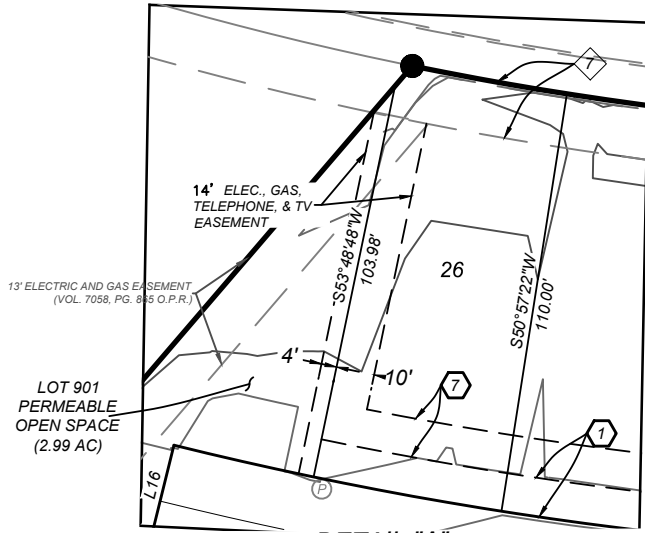 7
14' ELEC., GAS,
TELEPHONE, & TV
EASEMENT
S53°48'48"W
103.98'
26
S50°57'22"W
110.00'
13' ELECTRIC AND GAS EASEMENT
(VOL. 7058, PG. 865 O.P.R.)
4'
10'
7
LOT 901
PERMEABLE
OPEN SPACE
(2.99 AC)
1
L16
P